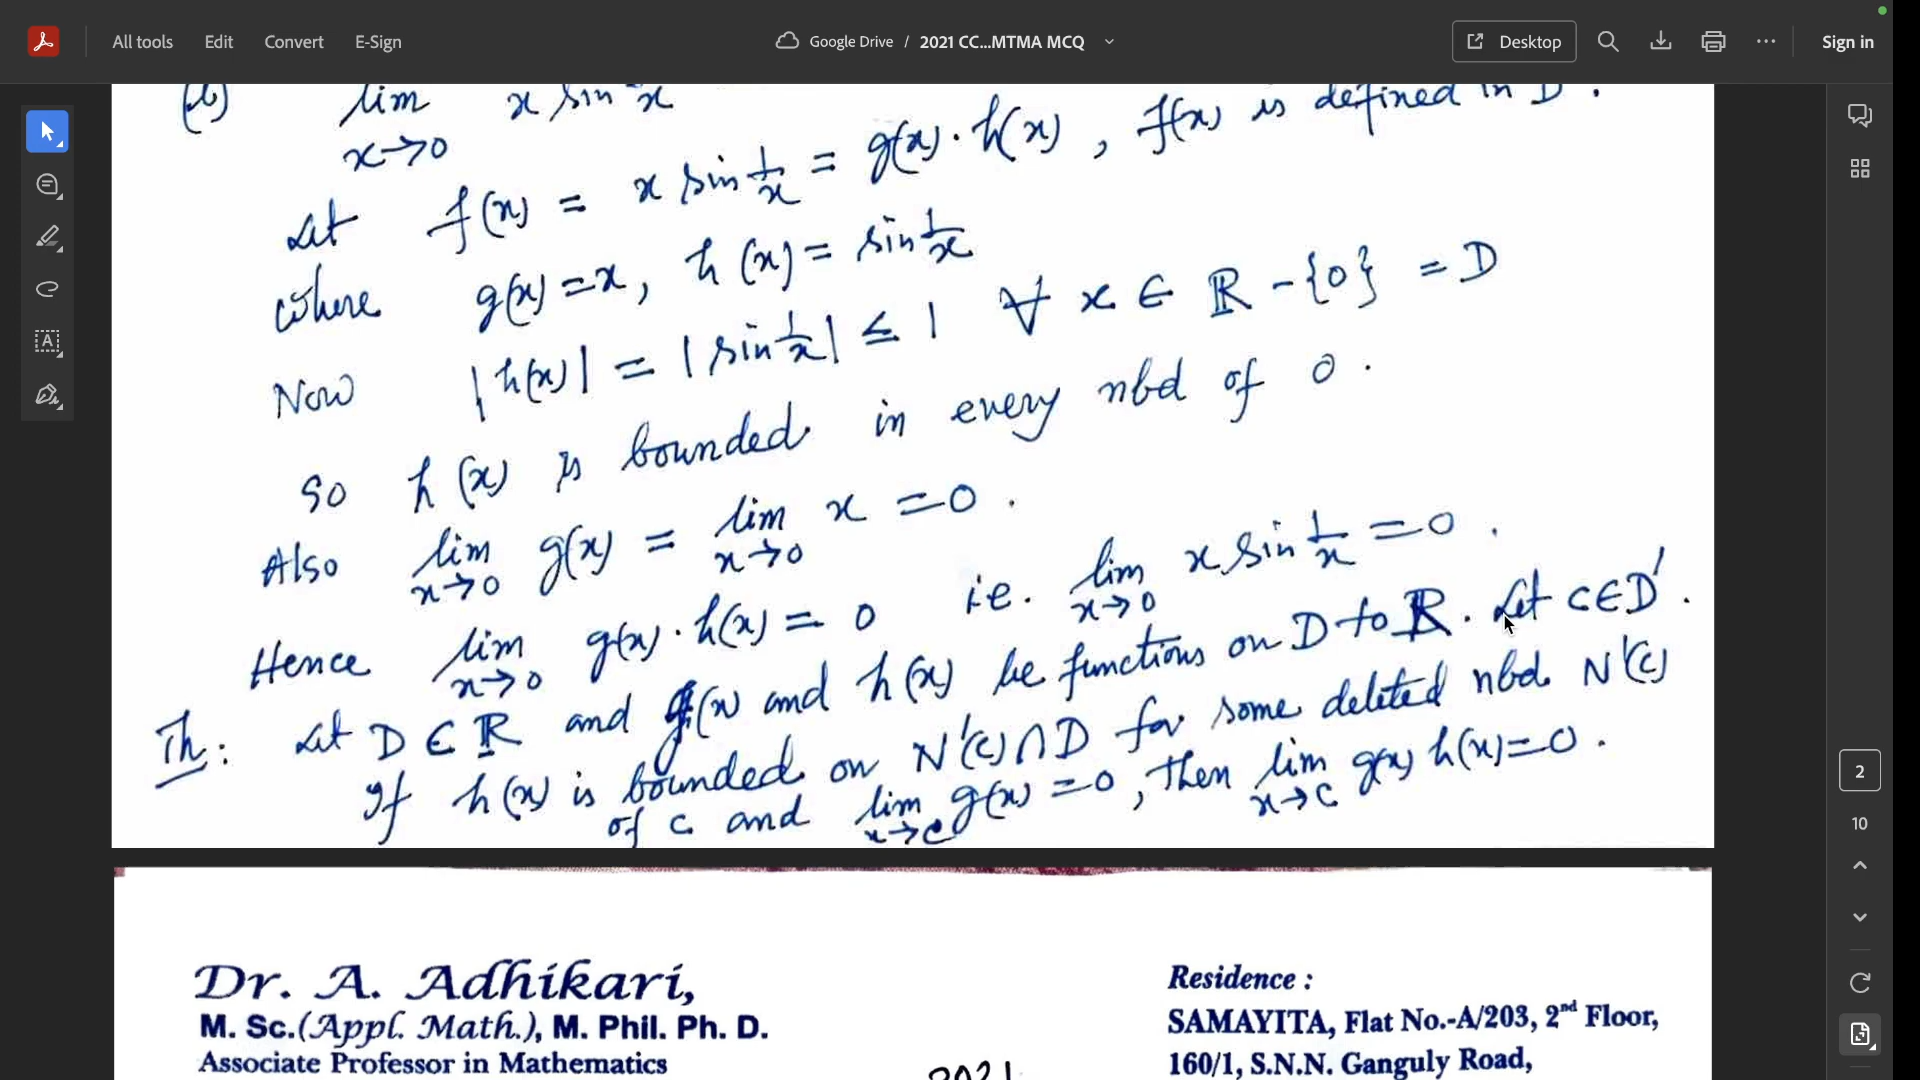 All tools Edit Convert E-Sign Google Drive / 2021 CC...MTMA MCQ Desktop Sign in
(b) lim x→0 x sin 1/x
Let f(x) = x sin 1/x = g(x) · h(x) , f(x) is defined in D .
where g(x) = x, h(x) = sin 1/x
Now |h(x)| = |sin 1/x| ≤ 1 ∀ x ∈ ℝ - {0} = D
So h(x) is bounded in every nbd of 0 .
Also lim x→0 g(x) = lim x→0 x = 0 .
Hence lim x→0 g(x) · h(x) = 0 i.e. lim x→0 x sin 1/x = 0 .
Th : Let D ∈ ℝ and g(x) and h(x) be functions on D to ℝ . Let c ∈ D' .
If h(x) is bounded on N'(c) ∩ D for some deleted nbd N'(c)
of c and lim x→c g(x) = 0 , then lim x→c g(x) h(x) = 0 .
2
10
Dr. A. Adhikari,
M. Sc.(Appl. Math.), M. Phil. Ph. D.
Associate Professor in Mathematics
Residence :
SAMAYITA, Flat No.-A/203, 2nd Floor,
160/1, S.N.N. Ganguly Road,
2021